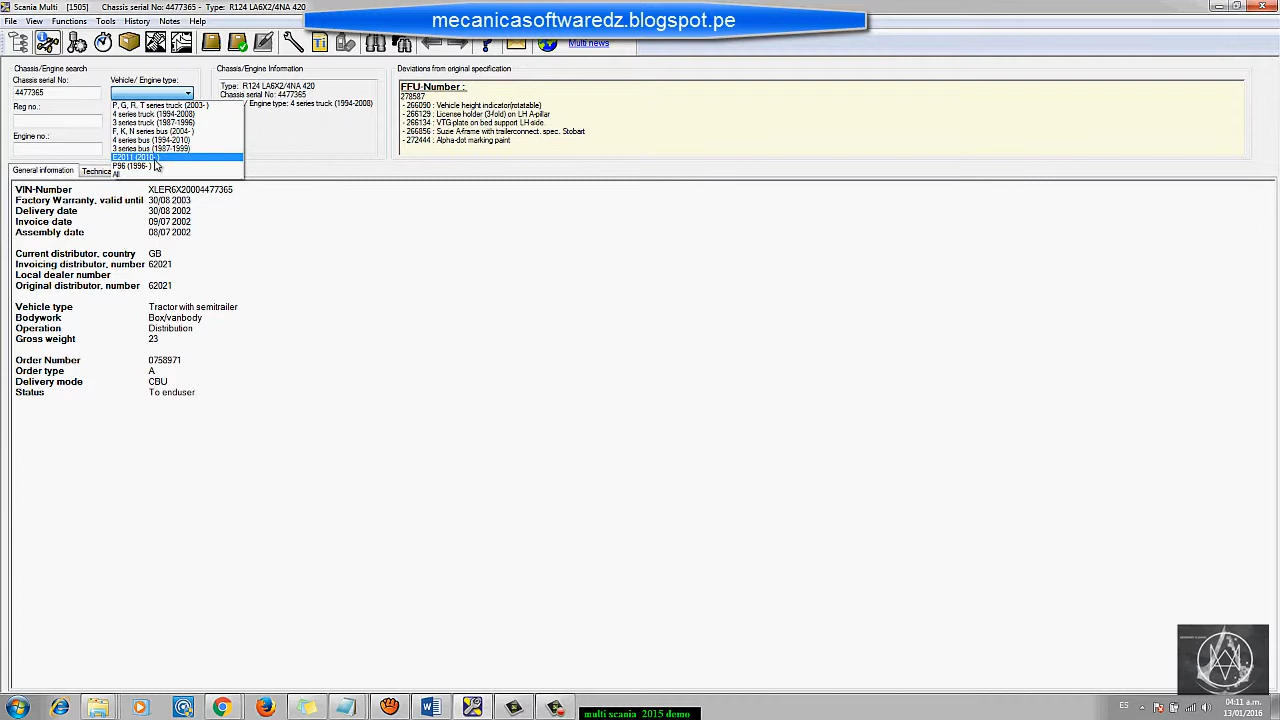 Scania Multi [1505] - Chassis serial No: 4477365 - Type: R124 LA6X2/4NA 420
mecanicasoftwaredz.blogspot.pe
File View Functions Tools History Notes Help
Multi news
Chassis/Engine search
Chassis serial No:
4477365
Reg no.:
Engine no.:
Vehicle/ Engine type:
P, G, R, T series truck (2003- )
4 series truck (1994-2008)
3 series truck (1987-1996)
F, K, N series bus (2004- )
4 series bus (1994-2010)
3 series bus (1987-1999)
E2011 (2010- )
P96 (1996- )
All
Chassis/Engine Information
Type: R124 LA6X2/4NA 420
Chassis serial No: 4477365
/ Engine type: 4 series truck (1994-2008)
Deviations from original specification
FFU-Number :
278587
- 266090 : Vehicle height indicator(rotatable)
- 266129 : License holder (3-fold) on LH A-pillar
- 266134 : VTG plate on bed support LH side.
- 266856 : Suzie A-frame with trailerconnect. spec. Stobart
- 272444 : Alpha-dot marking paint
General information Technica
VIN-Number XLER6X20004477365
Factory Warranty, valid until 30/08 2003
Delivery date 30/08 2002
Invoice date 09/07 2002
Assembly date 08/07 2002
Current distributor, country GB
Invoicing distributor, number 62021
Local dealer number
Original distributor, number 62021
Vehicle type Tractor with semitrailer
Bodywork Box/vanbody
Operation Distribution
Gross weight 23
Order Number 0758971
Order type A
Delivery mode CBU
Status To enduser
multi scania 2015 demo
ES
04:11 a.m.
13/01/2016